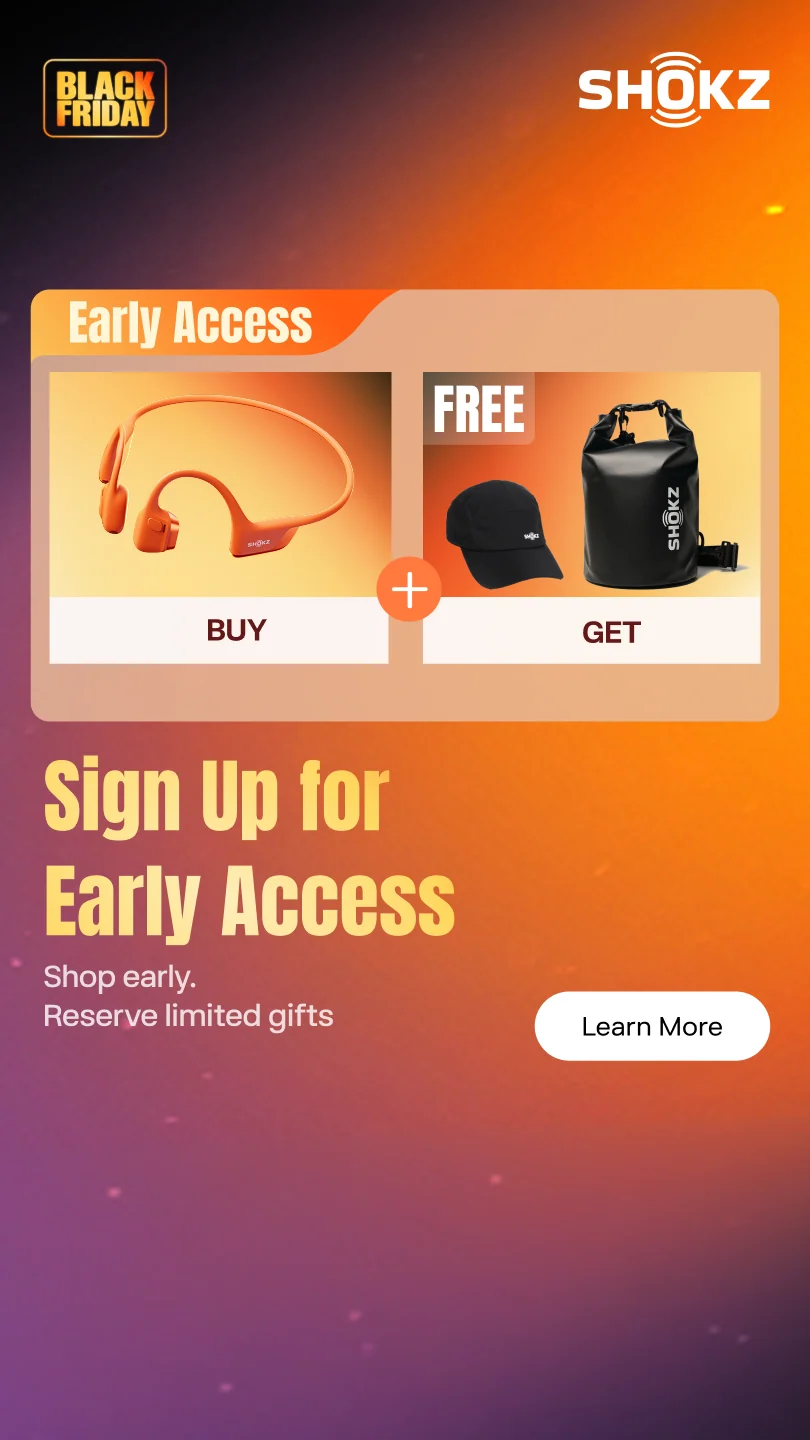 BLACK
FRIDAY
SHOKZ
Early Access
SHOKZ
FREE
SHOKZ
SHOKZ
BUY
GET
Sign Up for
Early Access
Shop early.
Reserve limited gifts
Learn More